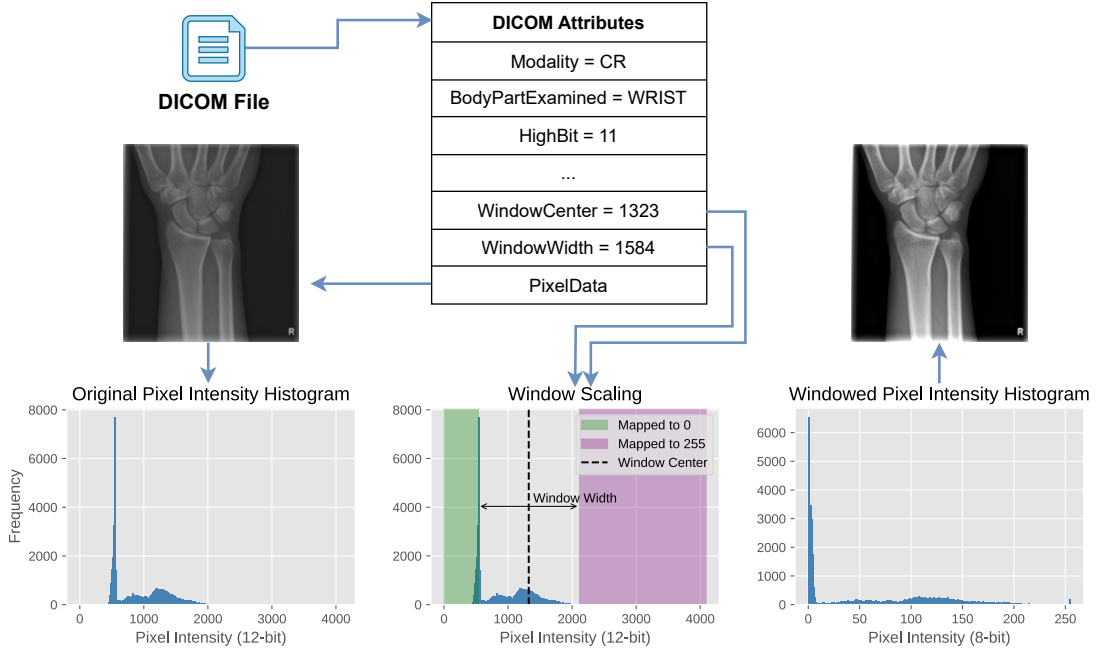 DICOM File
DICOM Attributes
Modality = CR
BodyPartExamined = WRIST
HighBit = 11
...
WindowCenter = 1323
WindowWidth = 1584
PixelData
R
R
Original Pixel Intensity Histogram
8000
6000
4000
2000
0
Frequency
0 1000 2000 3000 4000
Pixel Intensity (12-bit)
Window Scaling
8000
6000
4000
2000
0
Mapped to 0
Mapped to 255
Window Center
Window Width
0 1000 2000 3000 4000
Pixel Intensity (12-bit)
Windowed Pixel Intensity Histogram
6000
5000
4000
3000
2000
1000
0
0 50 100 150 200 250
Pixel Intensity (8-bit)